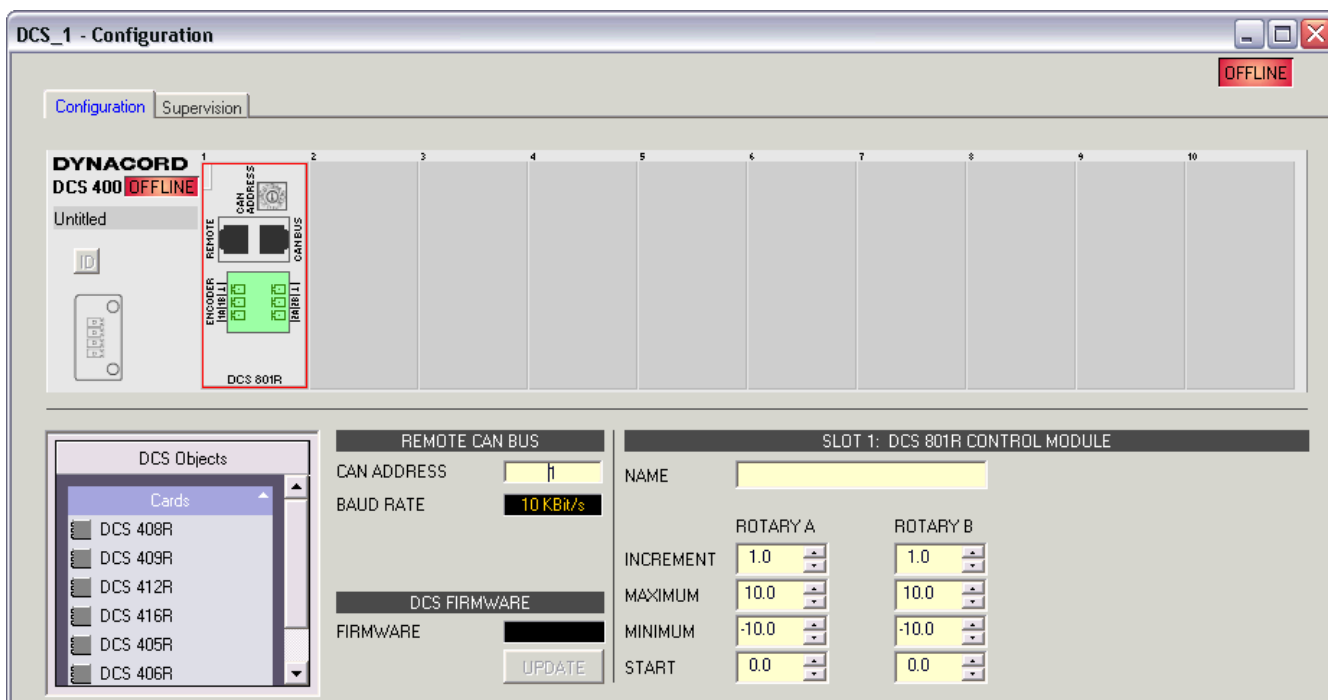 DCS_1 - Configuration
OFFLINE
Configuration Supervision
DYNACORD
DCS 400 OFFLINE
Untitled
ID
1 2 3 4 5 6 7 8 9 10
CAN ADDRESS
REMOTE
CAN BUS
ENCODER
1A|1B|⊥
2A|2B|⊥
DCS 801R
DCS Objects
Cards
DCS 408R
DCS 409R
DCS 412R
DCS 416R
DCS 405R
DCS 406R
REMOTE CAN BUS
CAN ADDRESS 1
BAUD RATE 10 KBit/s
DCS FIRMWARE
FIRMWARE
UPDATE
SLOT 1: DCS 801R CONTROL MODULE
NAME
ROTARY A ROTARY B
INCREMENT 1.0 1.0
MAXIMUM 10.0 10.0
MINIMUM -10.0 -10.0
START 0.0 0.0